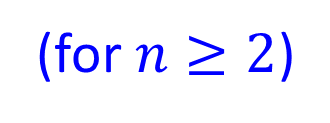 (for 𝑛 ≥ 2)